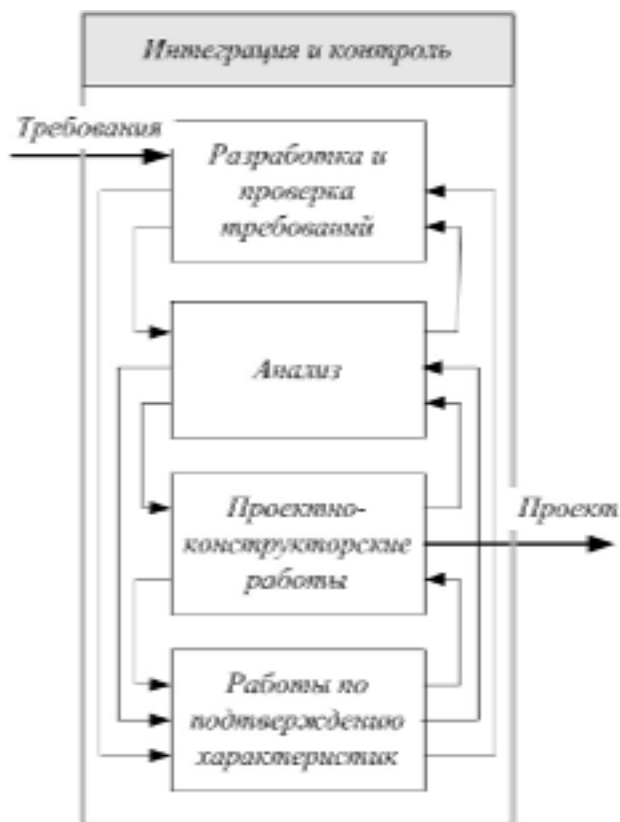 Интеграция и контроль
Требования
Разработка и
проверка
требований
Анализ
Проектно-
конструкторские
работы
Проект
Работы по
подтверждению
характеристик